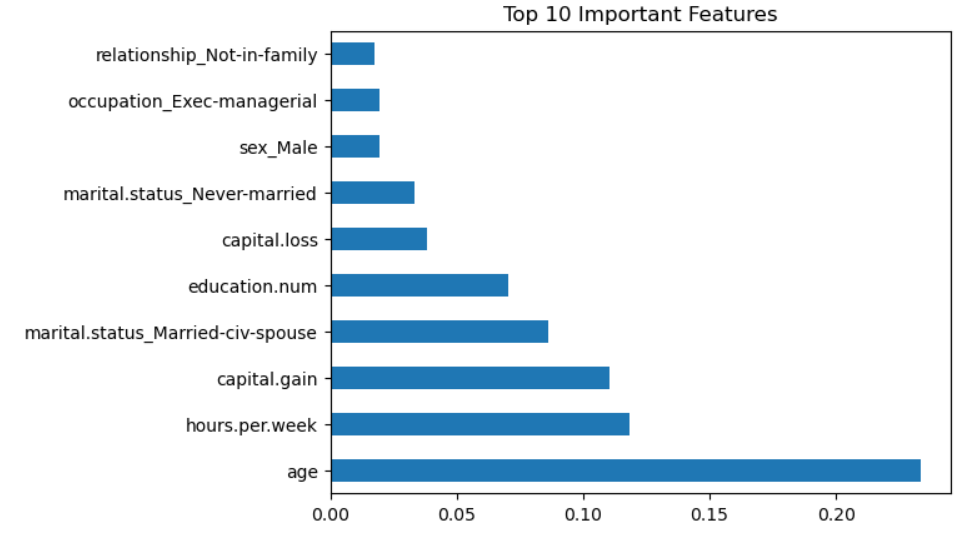 Top 10 Important Features
relationship_Not-in-family
occupation_Exec-managerial
sex_Male
marital.status_Never-married
capital.loss
education.num
marital.status_Married-civ-spouse
capital.gain
hours.per.week
age
0.00 0.05 0.10 0.15 0.20